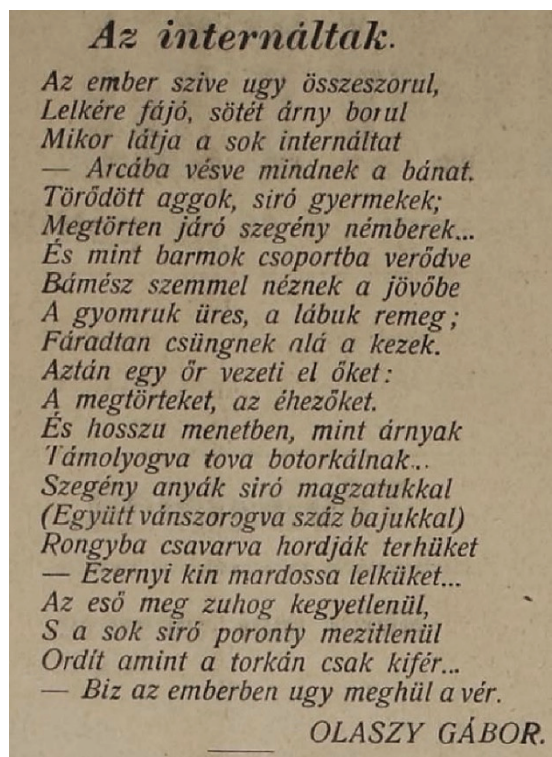 Az internáltak.
Az ember szive ugy összeszorul,
Lelkére fájó, sötét árny borul
Mikor látja a sok internáltat
— Arcába vésve mindnek a bánat.
Törődött aggok, siró gyermekek;
Megtörten járó szegény némberek...
És mint barmok csoportba verődve
Bámész szemmel néznek a jövőbe
A gyomruk üres, a lábuk remeg;
Fáradtan csüngnek alá a kezek.
Aztán egy őr vezeti el őket:
A megtörteket, az éhezőket.
És hosszu menetben, mint árnyak
Támolyogva tova botorkálnak...
Szegény anyák siró magzatukkal
(Együtt vánszorogva száz bajukkal)
Rongyba csavarva hordják terhüket
— Ezernyi kin mardossa lelküket...
Az eső meg zuhog kegyetlenül,
S a sok siró poronty mezitlenül
Ordít amint a torkán csak kifér...
— Biz az emberben ugy meghül a vér.
OLASZY GÁBOR.